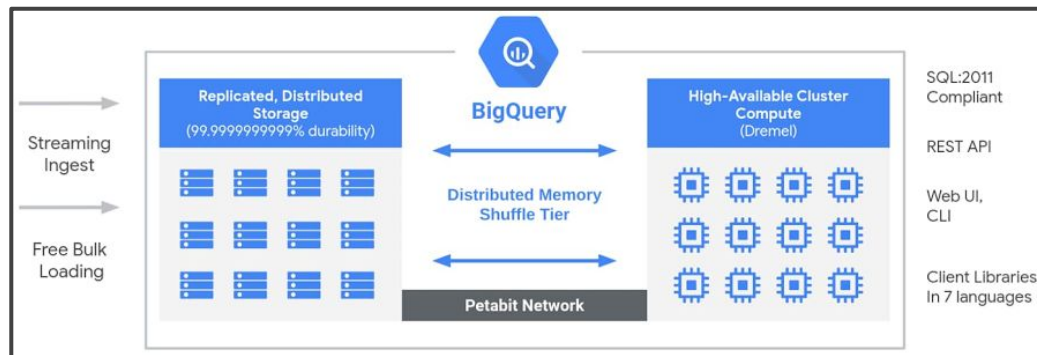 Streaming
Ingest
Free Bulk
Loading
Replicated, Distributed
Storage
(99.9999999999% durability)
BigQuery
Distributed Memory
Shuffle Tier
Petabit Network
High-Available Cluster
Compute
(Dremel)
SQL:2011
Compliant
REST API
Web UI,
CLI
Client Libraries
In 7 languages